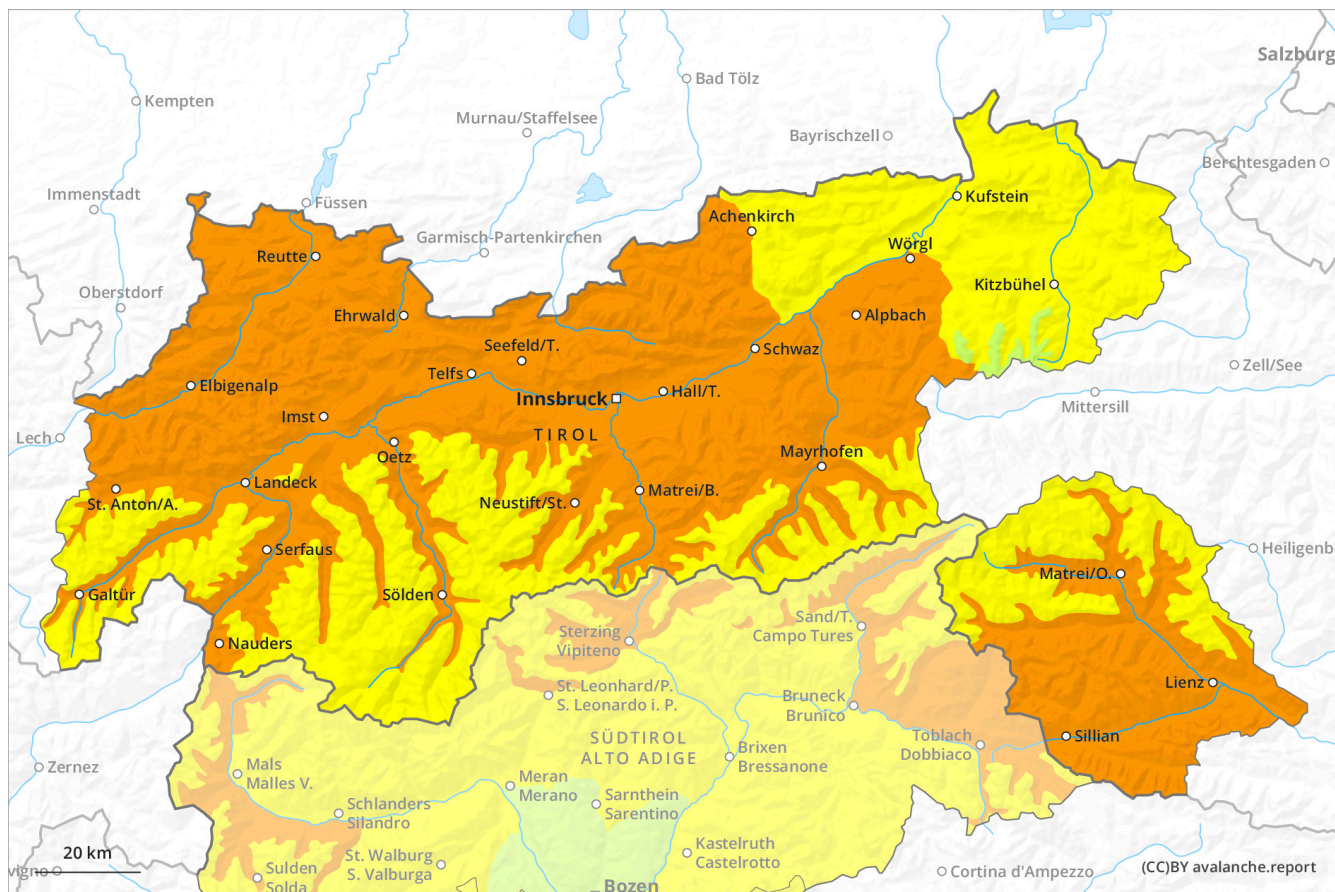 Salzburg
Bad Tölz
Kempten
Murnau/Staffelsee
Bayrischzell
Berchtesgaden
Immenstadt
Füssen
Kufstein
Achenkirch
Garmisch-Partenkirchen
Wörgl
Reutte
Oberstdorf
Kitzbühel
Ehrwald
Alpbach
Seefeld/T.
Schwaz
Zell/See
Telfs
Elbigenalp
Innsbruck
Hall/T.
Mittersill
Imst
TIROL
Lech
Oetz
Mayrhofen
Landeck
St. Anton/A.
Neustift/St.
Matrei/B.
Serfaus
Heiligenb
Matrei/O.
Galtür
Sölden
Sand/T.
Campo Tures
Sterzing
Vipiteno
Nauders
St. Leonhard/P.
S. Leonardo i. P.
Bruneck
Brunico
Lienz
SÜDTIROL
ALTO ADIGE
Toblach
Dobbiaco
Sillian
Brixen
Bressanone
Zernez
Mals
Malles V.
Meran
Merano
Sarnthein
Sarentino
Schlanders
Silandro
Kastelruth
Castelrotto
20 km
St. Walburg
S. Valburga
vigno
Sulden
Solda
Cortina d'Ampezzo
(CC)BY avalanche.report
Bozen